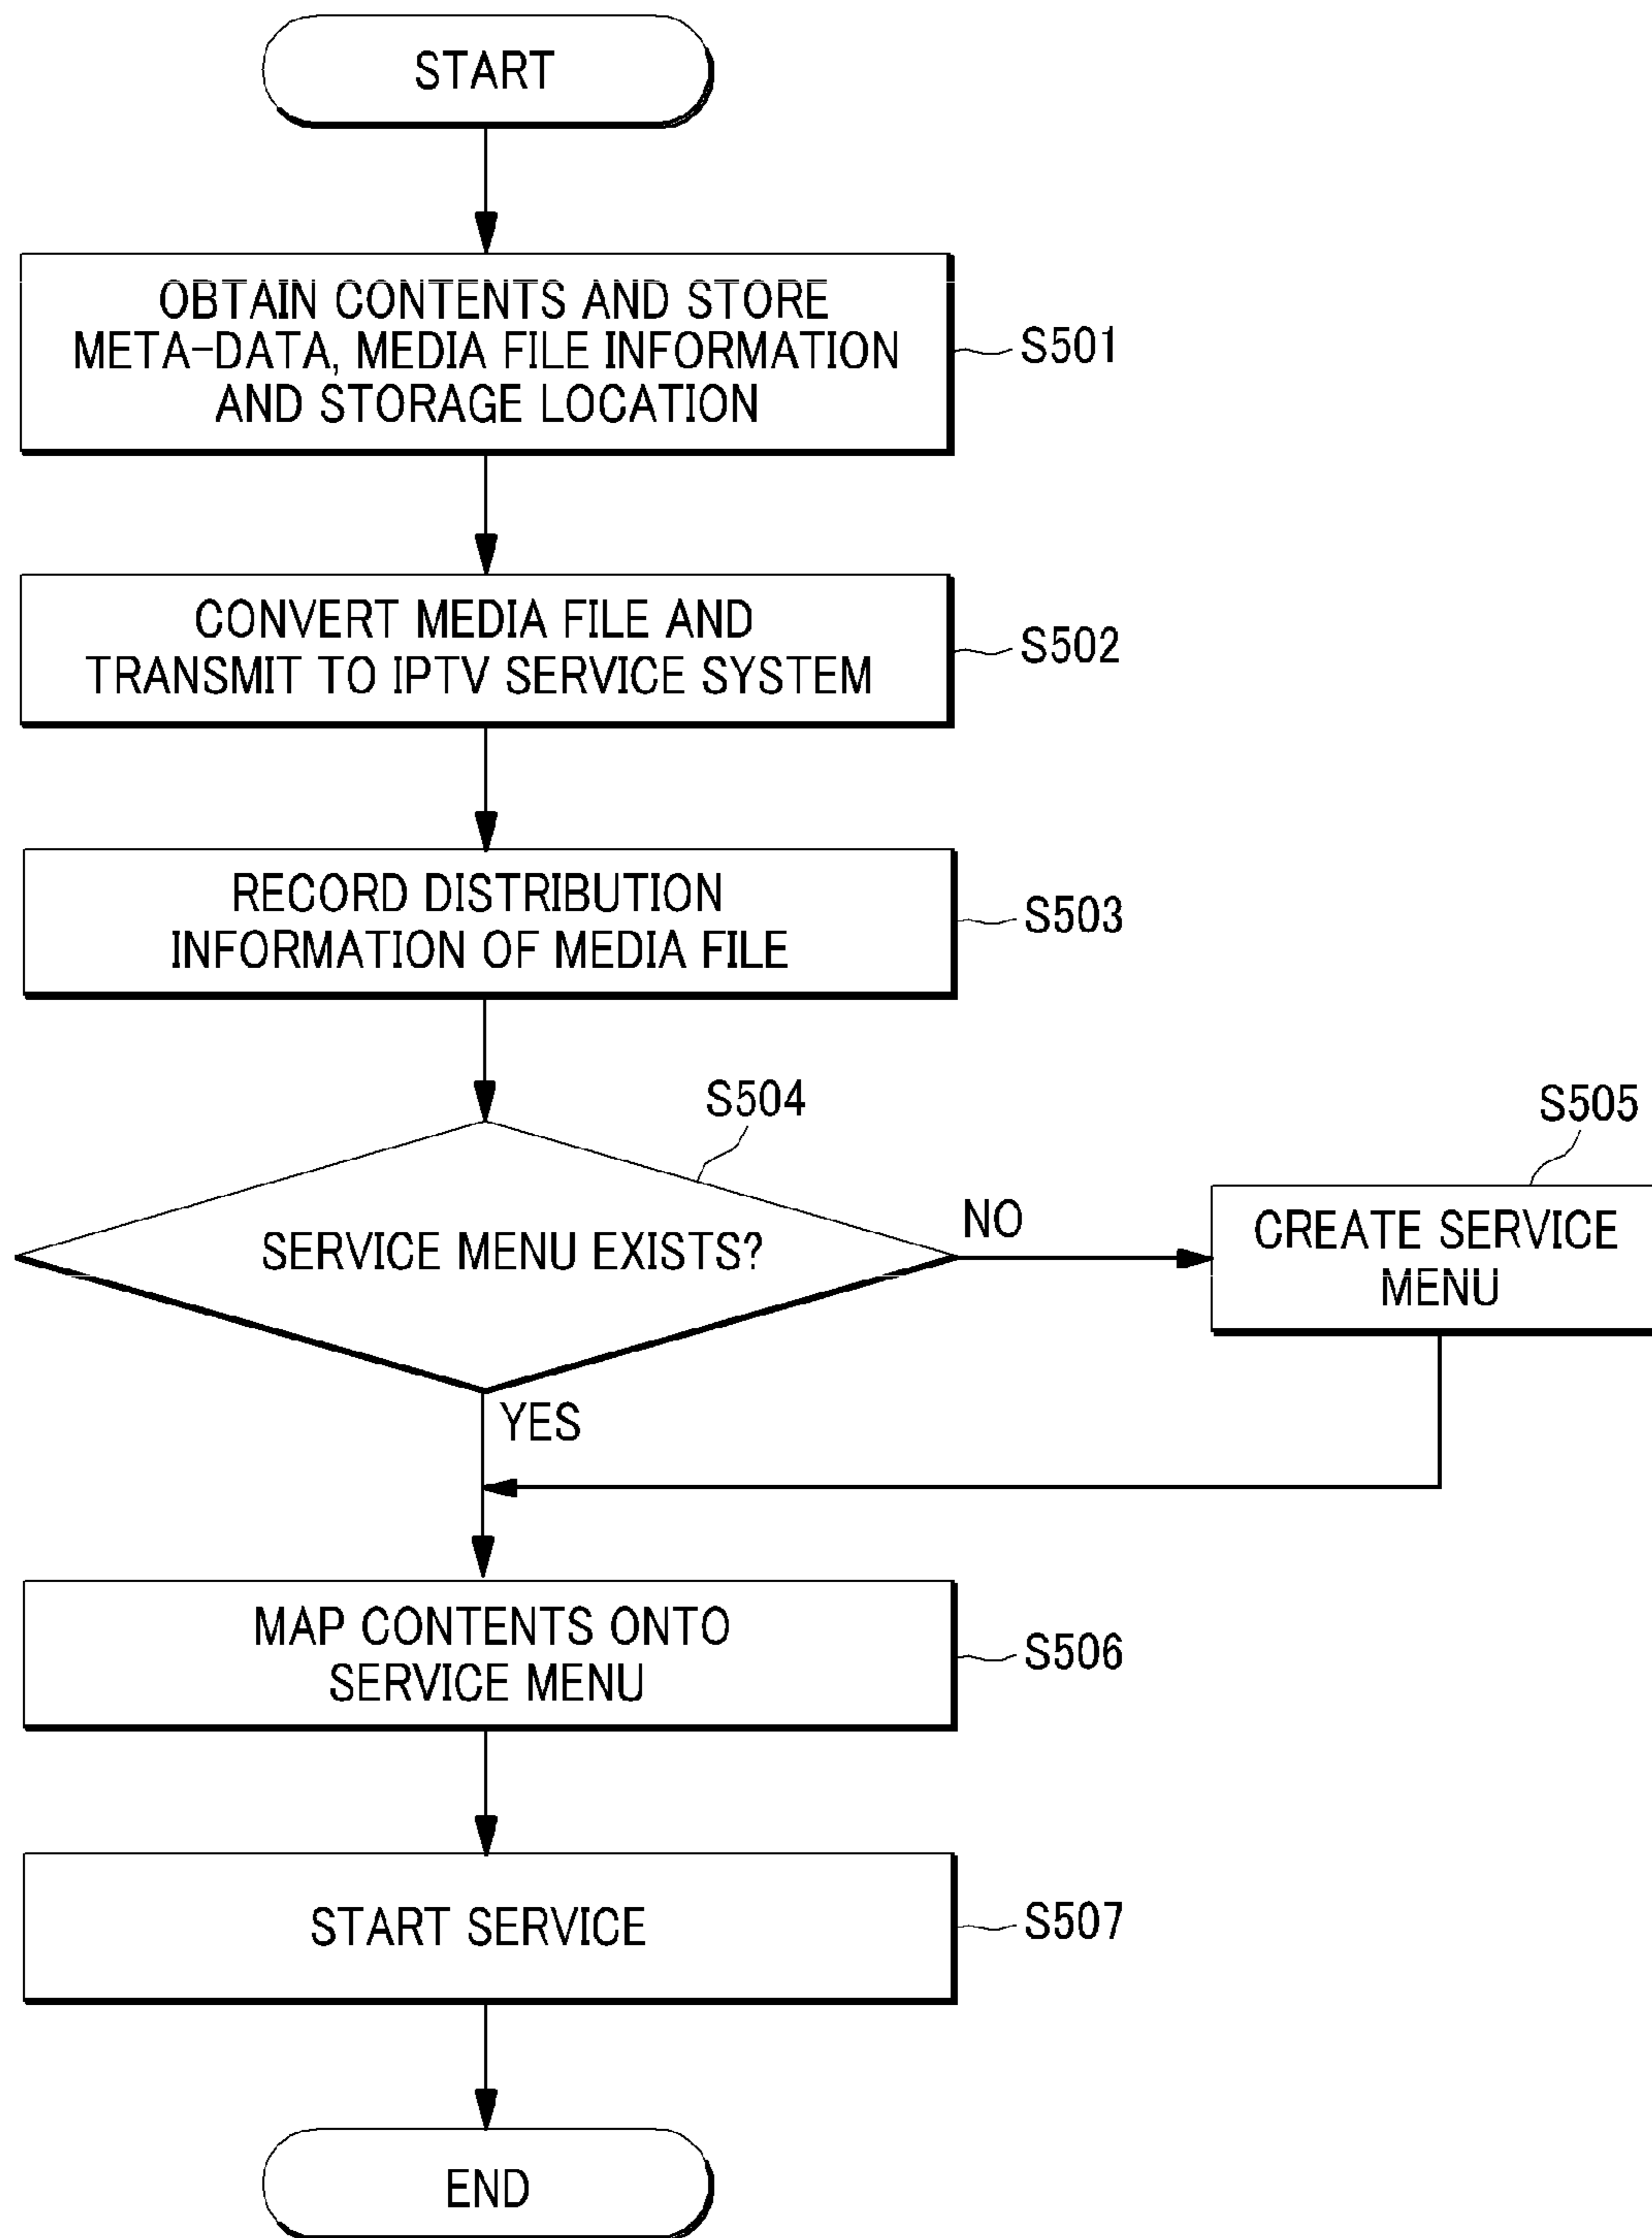 START
OBTAIN CONTENTS AND STORE
META-DATA, MEDIA FILE INFORMATION
AND STORAGE LOCATION
S501
CONVERT MEDIA FILE AND
TRANSMIT TO IPTV SERVICE SYSTEM
S502
RECORD DISTRIBUTION
INFORMATION OF MEDIA FILE
S503
S504
SERVICE MENU EXISTS?
NO
S505
CREATE SERVICE
MENU
YES
MAP CONTENTS ONTO
SERVICE MENU
S506
START SERVICE
S507
END